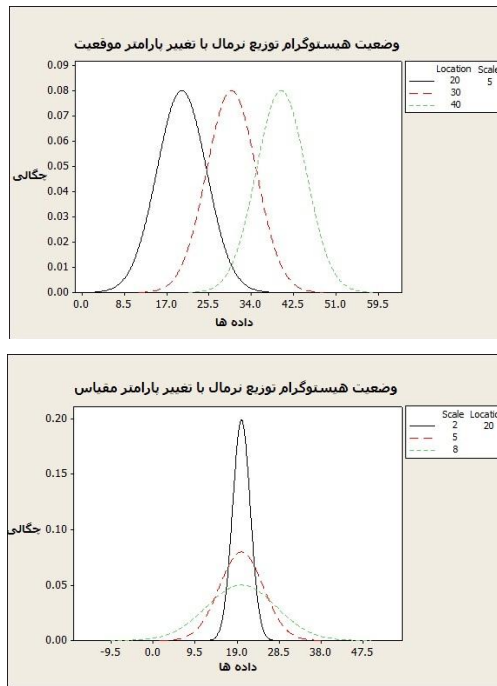 وضعیت هیستوگرام توزیع نرمال با تغییر پارامتر موقعیت
0.09
0.08
0.07
0.06
0.05
0.04
0.03
0.02
0.01
0.00
چگالی
0.0 8.5 17.0 25.5 34.0 42.5 51.0 59.5
داده ها
Location Scale
20 5
30
40
وضعیت هیستوگرام توزیع نرمال با تغییر پارامتر مقیاس
0.20
0.15
0.10
0.05
0.00
چگالی
-9.5 0.0 9.5 19.0 28.5 38.0 47.5
داده ها
Scale Location
2 20
5
8